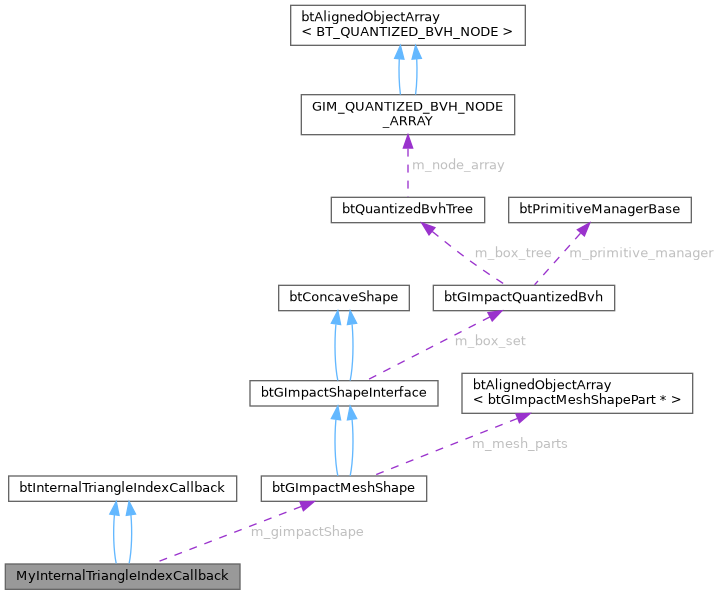 btAlignedObjectArray
< BT_QUANTIZED_BVH_NODE >
GIM_QUANTIZED_BVH_NODE
_ARRAY
m_node_array
btQuantizedBvhTree
btPrimitiveManagerBase
m_box_tree
m_primitive_manager
btConcaveShape
btGImpactQuantizedBvh
m_box_set
btGImpactShapeInterface
btAlignedObjectArray
< btGImpactMeshShapePart * >
m_mesh_parts
btInternalTriangleIndexCallback
btGImpactMeshShape
m_gimpactShape
MyInternalTriangleIndexCallback